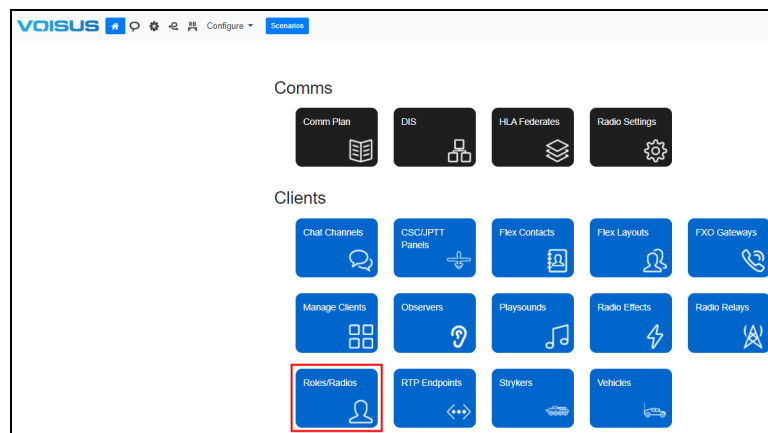 VOISUS RB Configure Scenarios
Comms
Comm Plan DIS HLA Federates Radio Settings
Clients
Chat Channels CSC/JPTT Flex Contacts Flex Layouts FXO Gateways
Panels
Manage Clients Observers Playsounds Radio Effects Radio Relays
Roles/Radios RTP Endpoints Strykers Vehicles